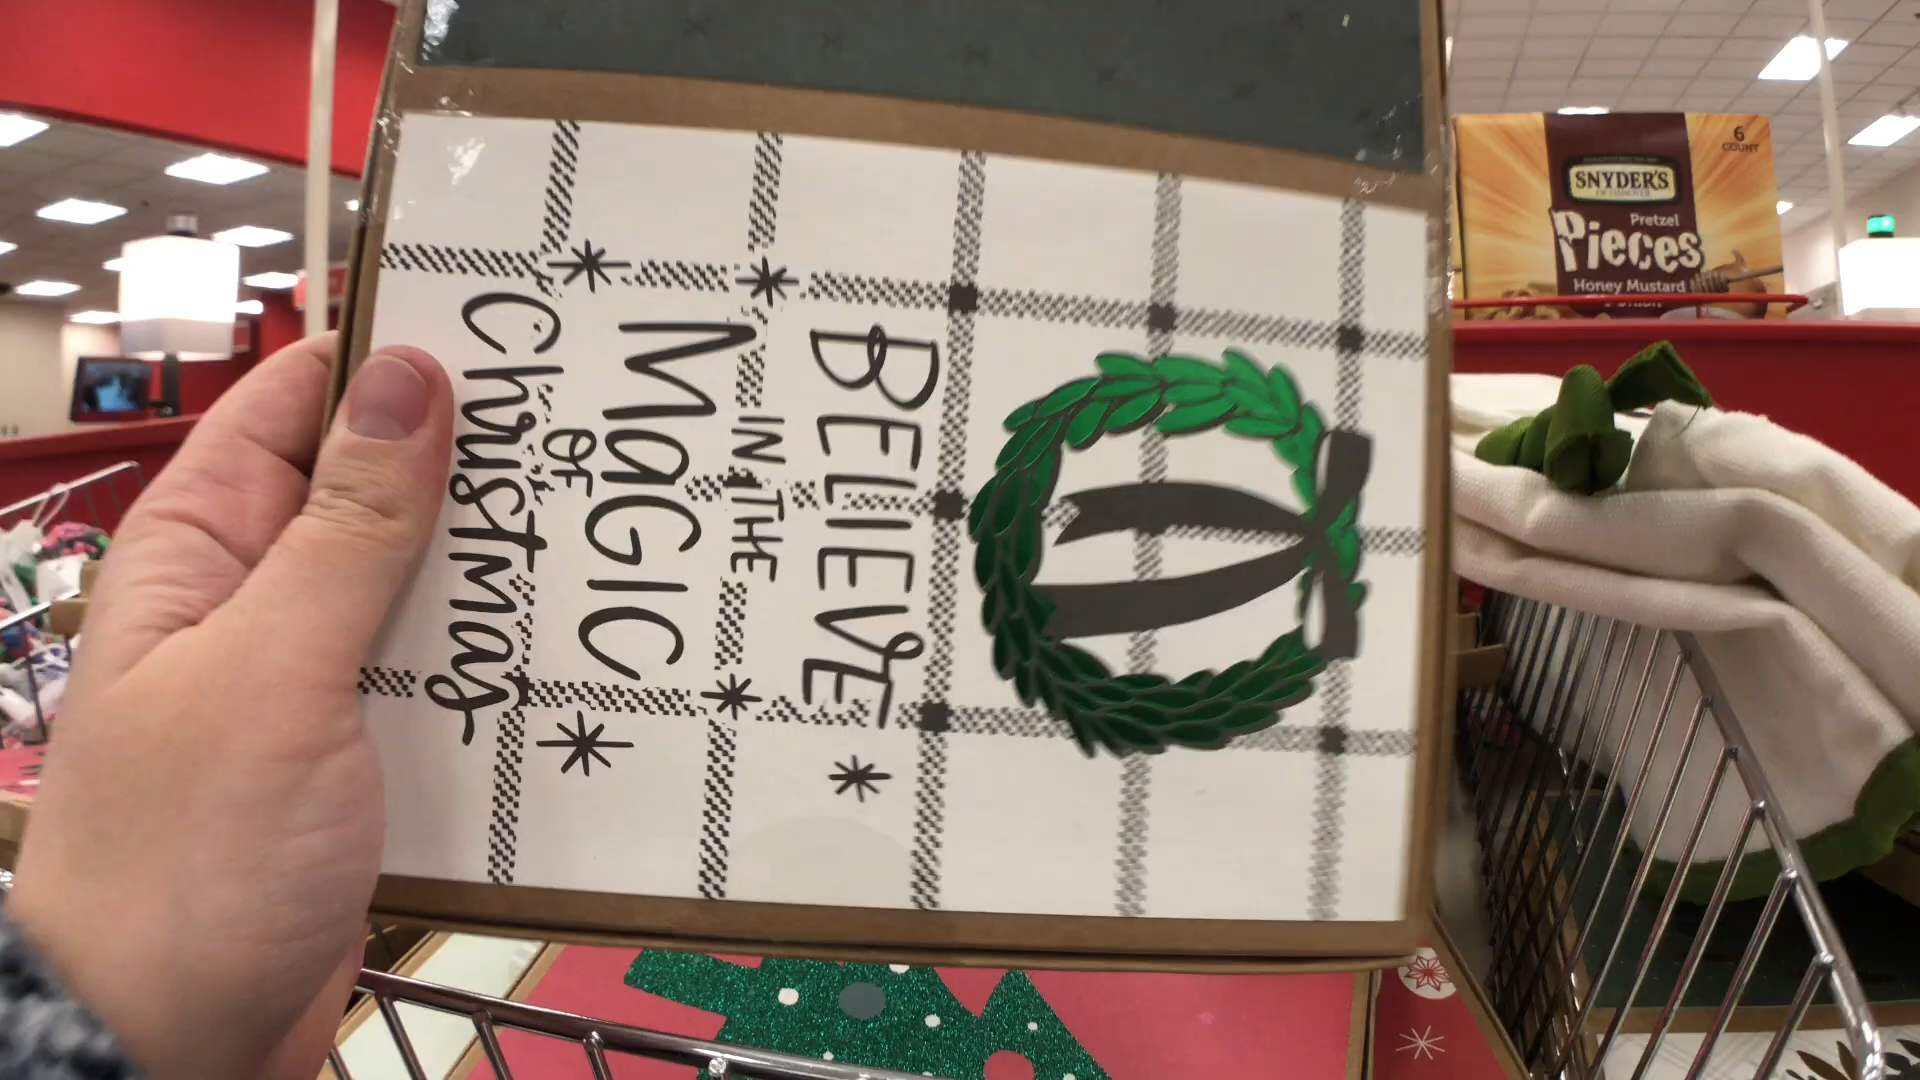 BELIEVE
IN THE
MaGIC
OF
Christmas
6
COUNT
SNYDER'S
Pretzel
Pieces
Honey Mustard